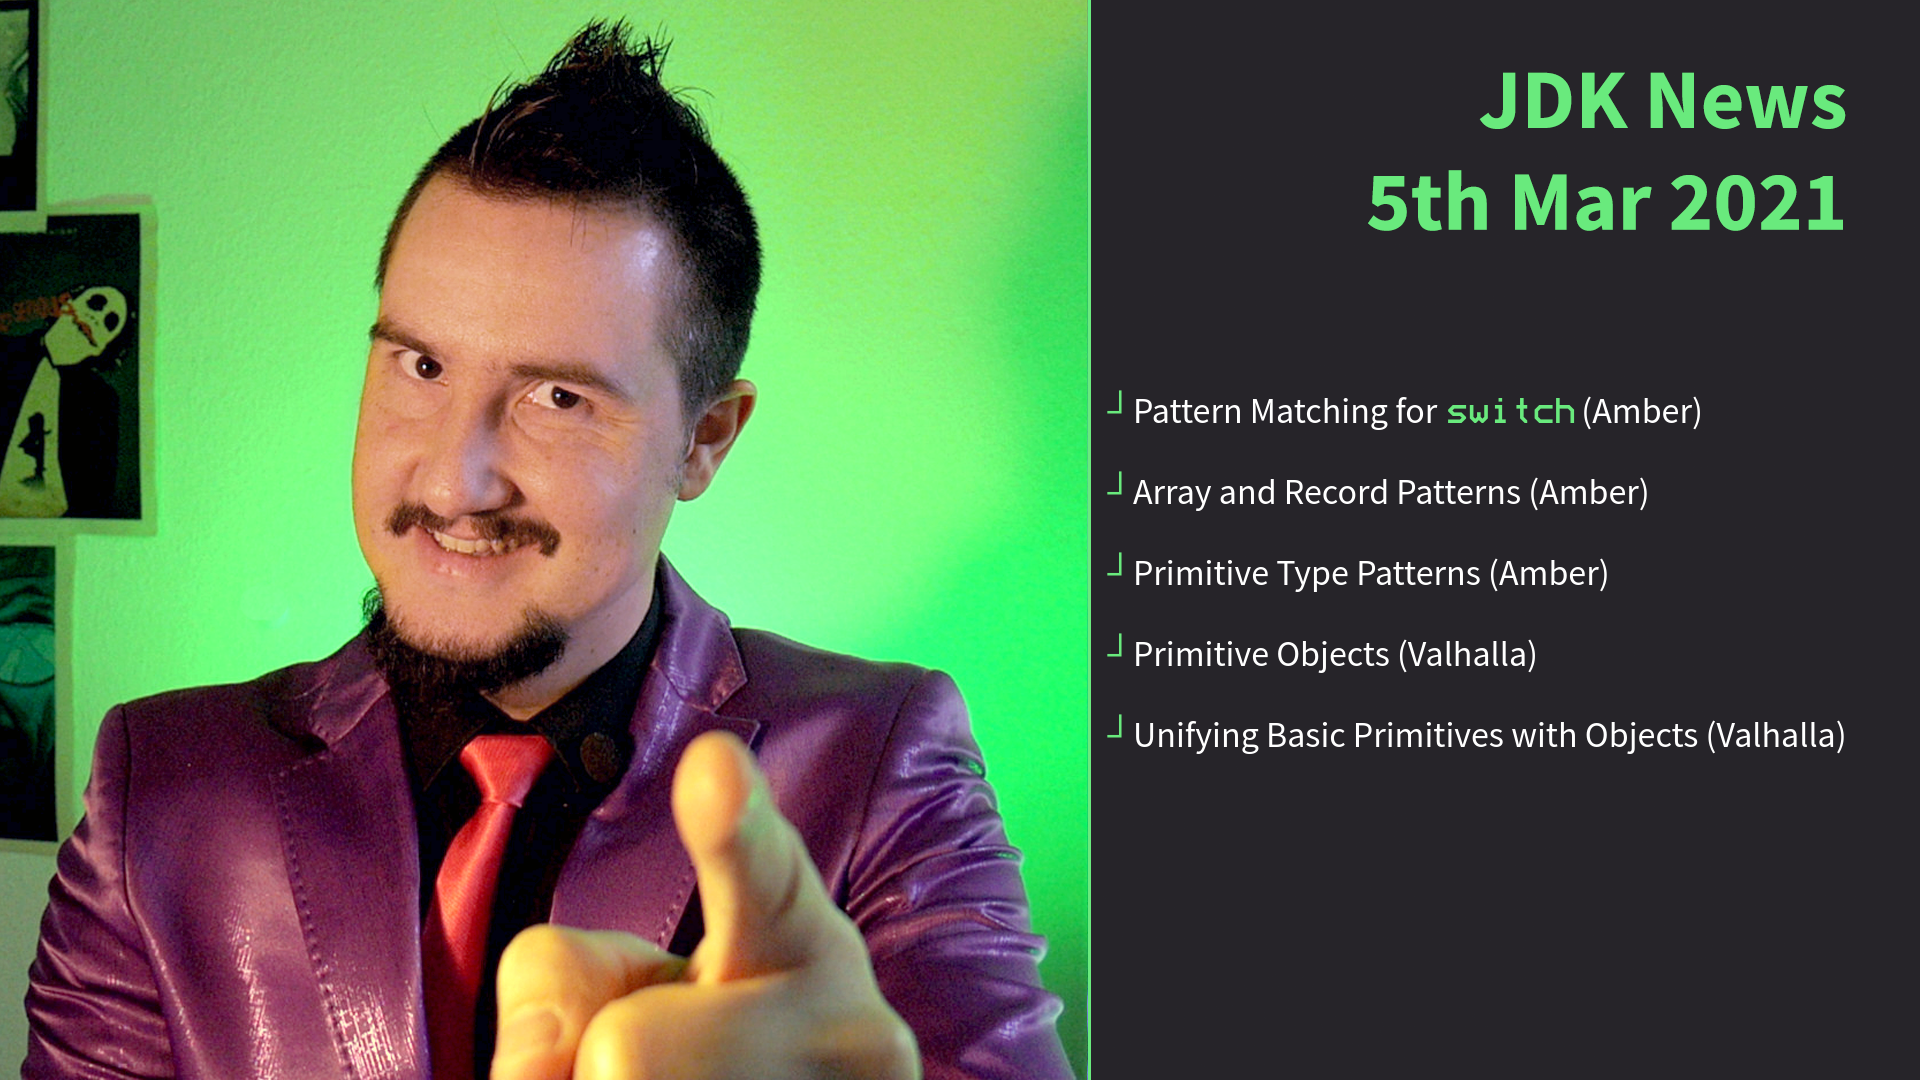 JDK News
5th Mar 2021
Pattern Matching for switch (Amber)
Array and Record Patterns (Amber)
Primitive Type Patterns (Amber)
Primitive Objects (Valhalla)
Unifying Basic Primitives with Objects (Valhalla)